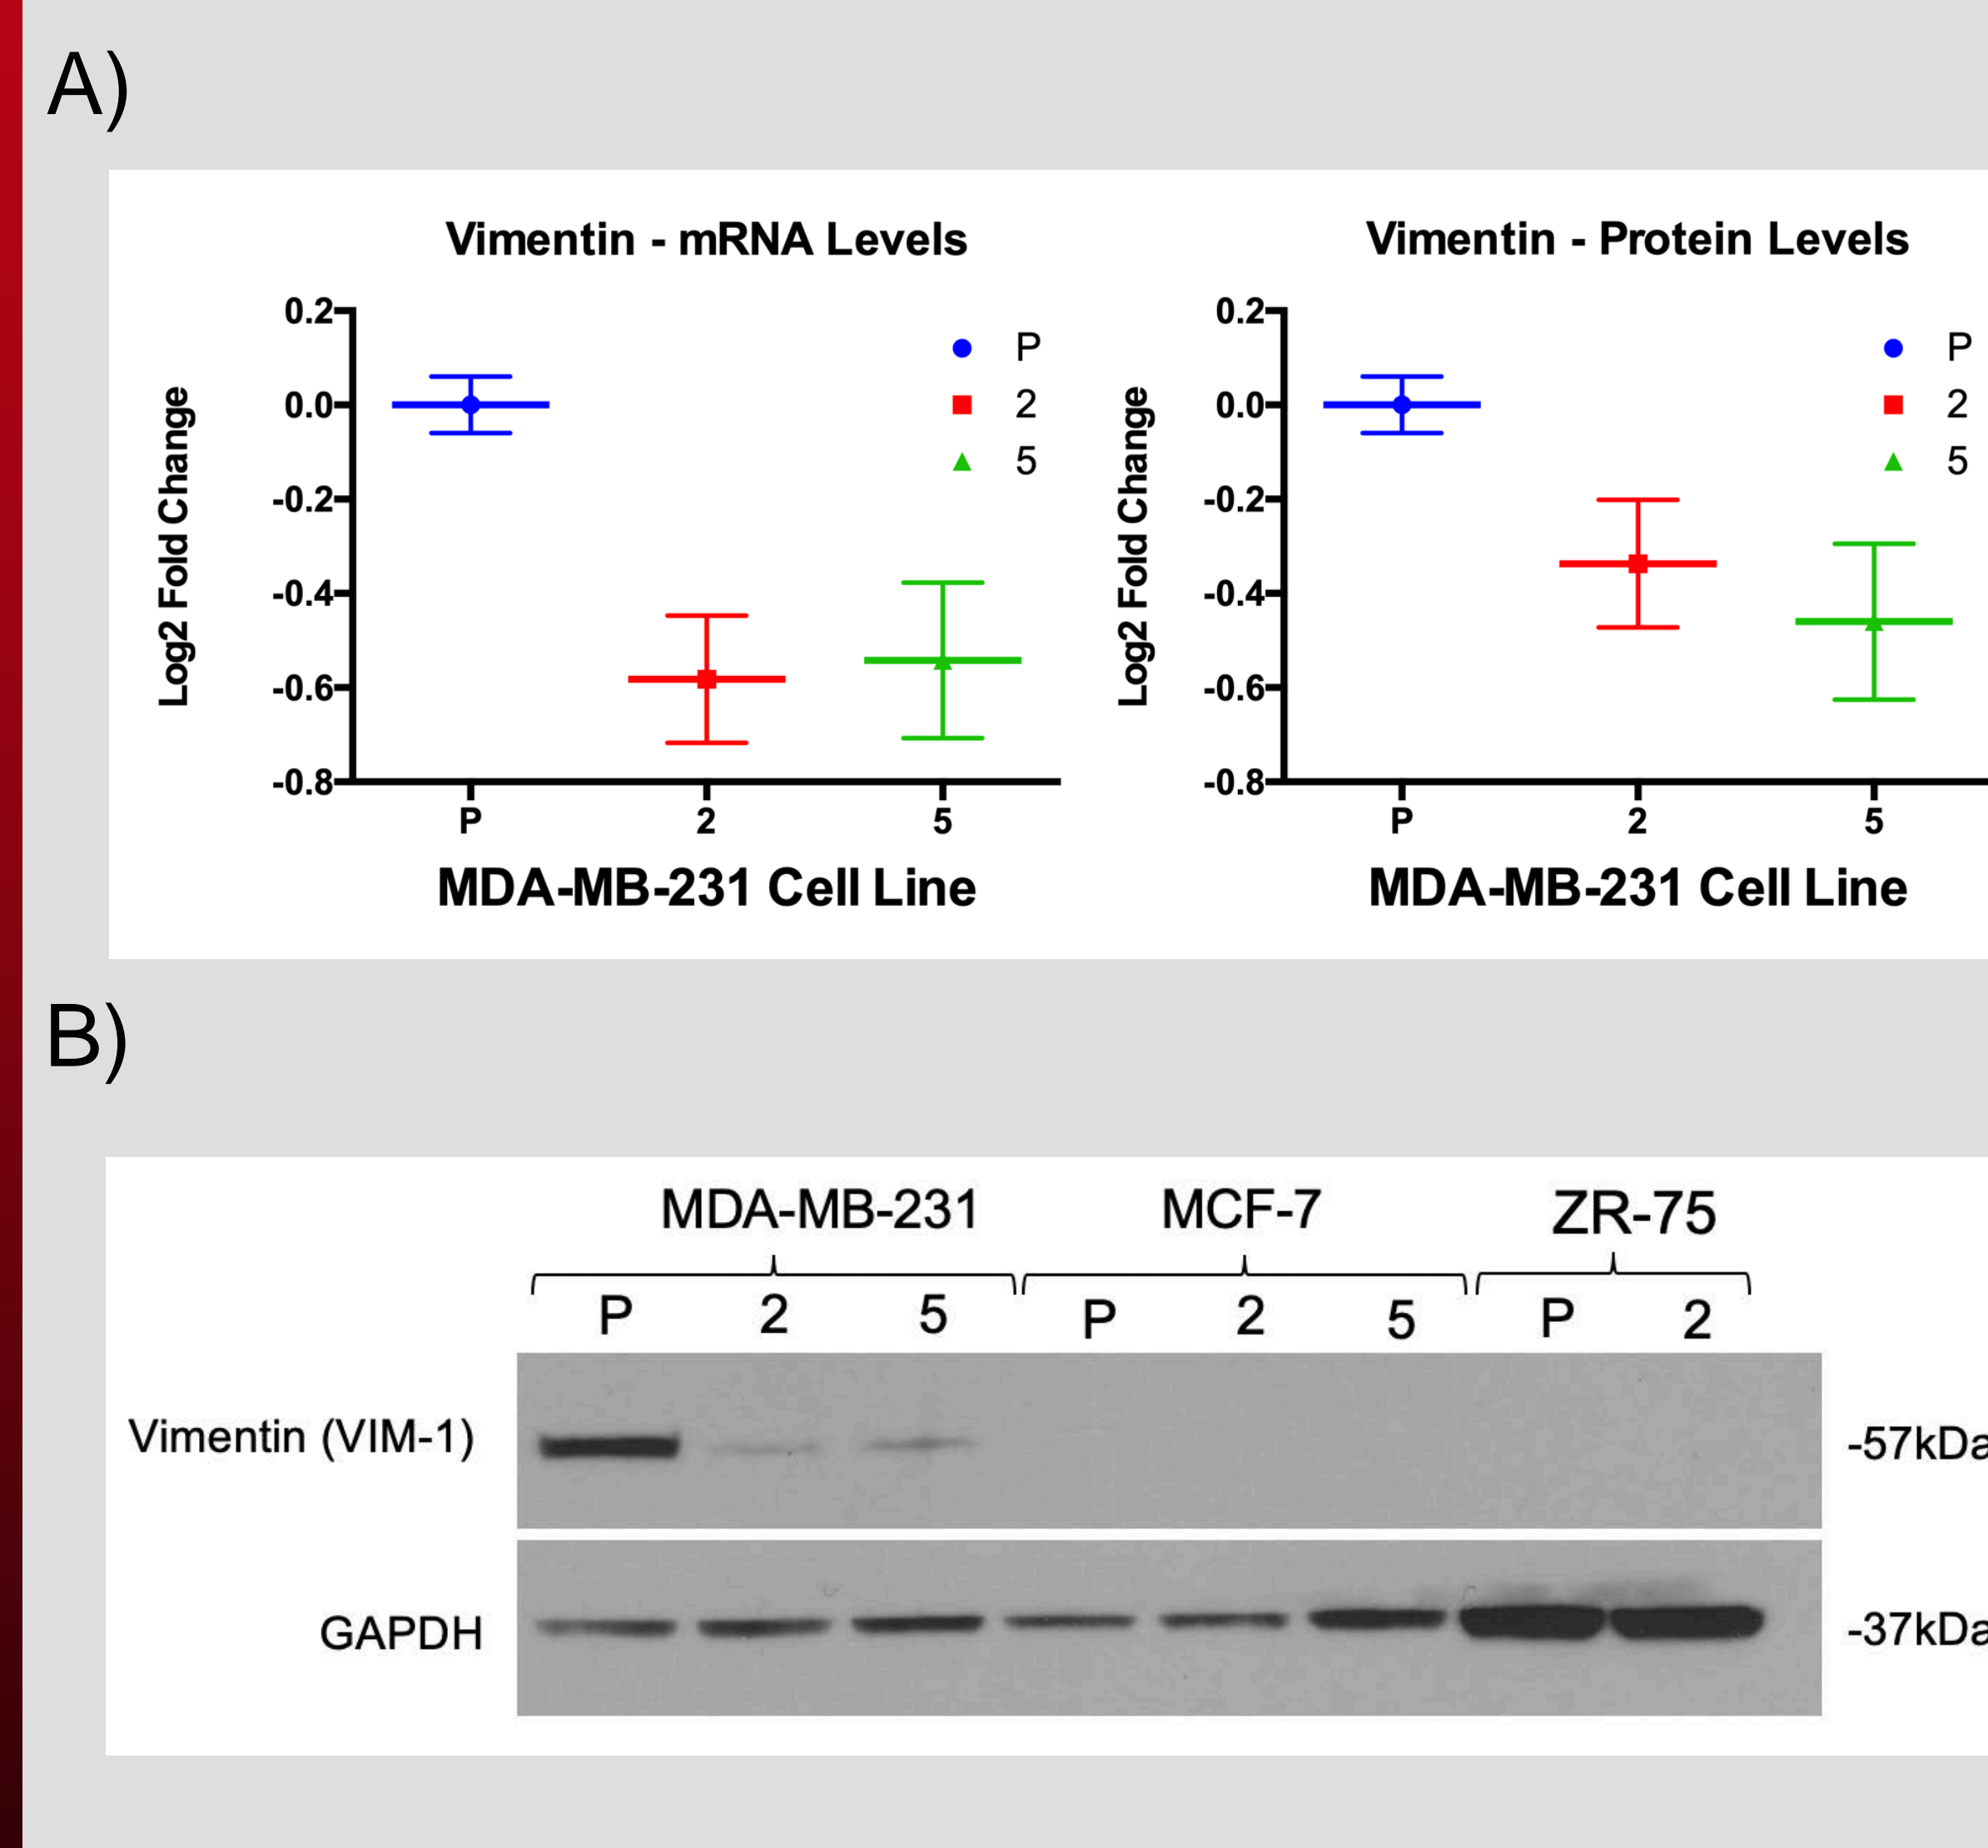 A)
Vimentin - mRNA Levels
Log2 Fold Change
0.2
0.0
-0.2
-0.4
-0.6
-0.8
P
2
5
P
2
5
MDA-MB-231 Cell Line
Vimentin - Protein Levels
Log2 Fold Change
0.2
0.0
-0.2
-0.4
-0.6
-0.8
P
2
5
P
2
5
MDA-MB-231 Cell Line
B)
MDA-MB-231 MCF-7 ZR-75
P 2 5 P 2 5 P 2
Vimentin (VIM-1) -57kDa
GAPDH -37kDa